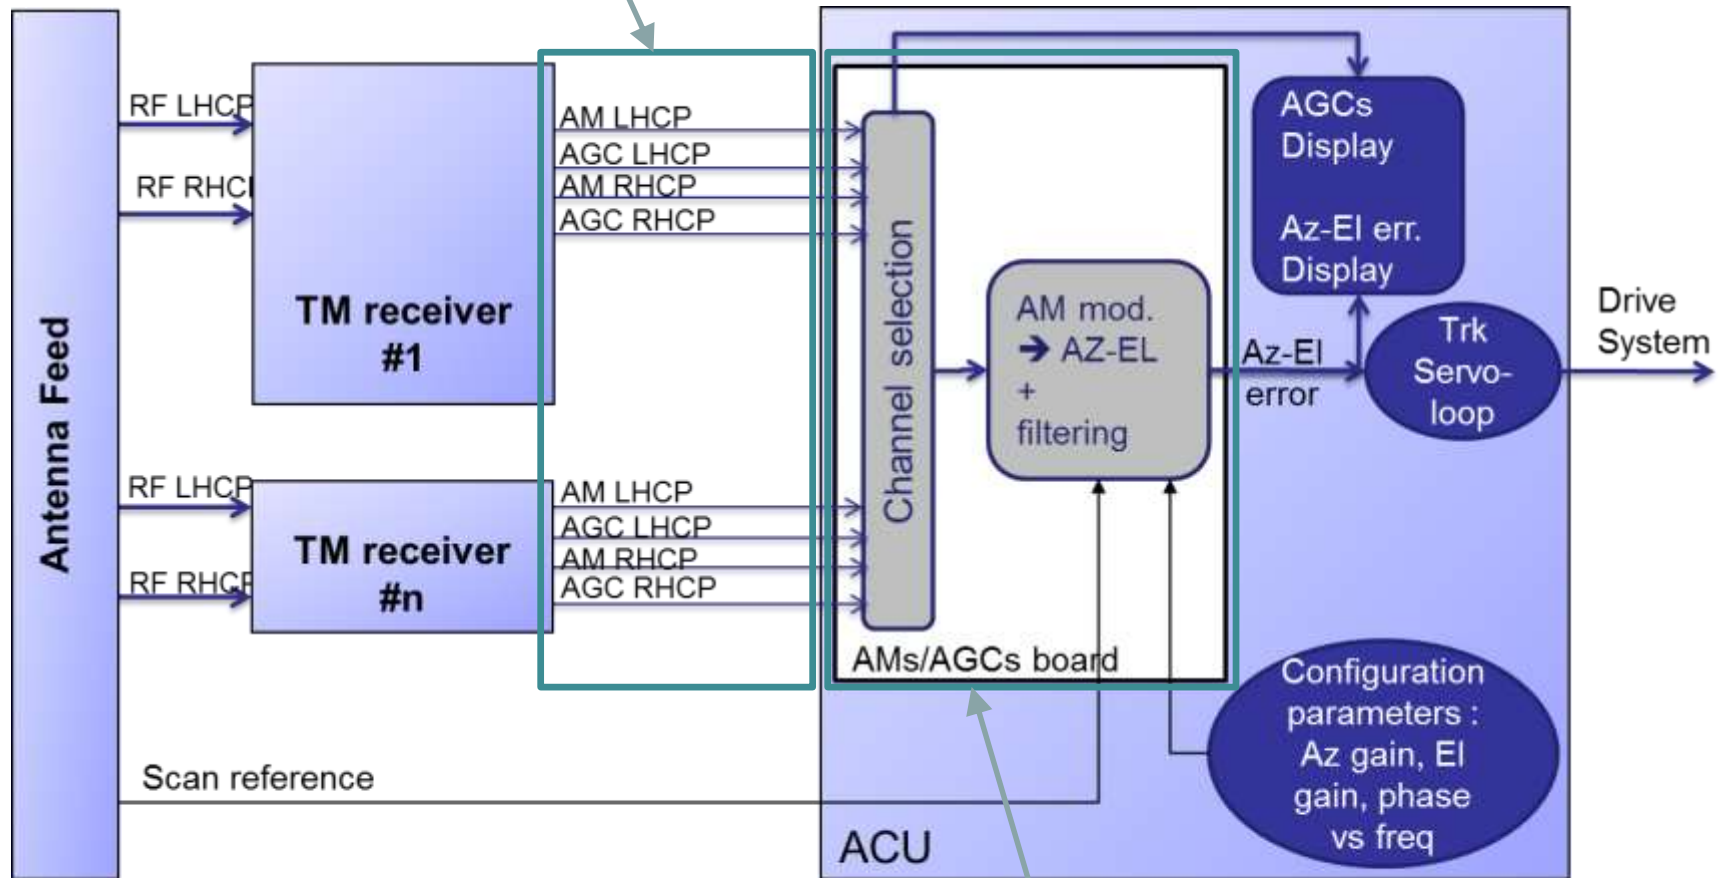 Antenna Feed
RF LHCP
RF RHCI
TM receiver
#1
AM LHCP
AGC LHCP
AM RHCP
AGC RHCP
RF LHCP
RF RHCP
TM receiver
#n
AM LHCP
AGC LHCP
AM RHCP
AGC RHCP
Scan reference
Channel selection
AM mod.
➔ AZ-EL
+
filtering
AMs/AGCs board
AGCs
Display
Az-El err.
Display
Az-El
error
Trk
Servo-
loop
Drive
System
Configuration
parameters :
Az gain, El
gain, phase
vs freq
ACU